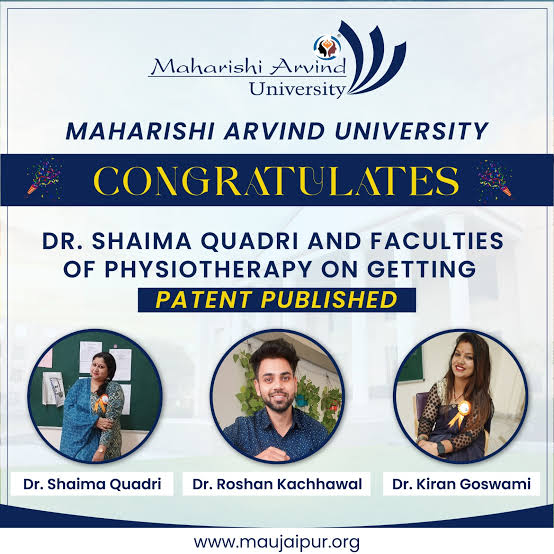 Maharishi Arvind
University
MAHARISHI ARVIND UNIVERSITY
CONGRATULATES
DR. SHAIMA QUADRI AND FACULTIES
OF PHYSIOTHERAPY ON GETTING
PATENT PUBLISHED
Dr. Shaima Quadri
Dr. Roshan Kachhawal
Dr. Kiran Goswami
www.maujaipur.org